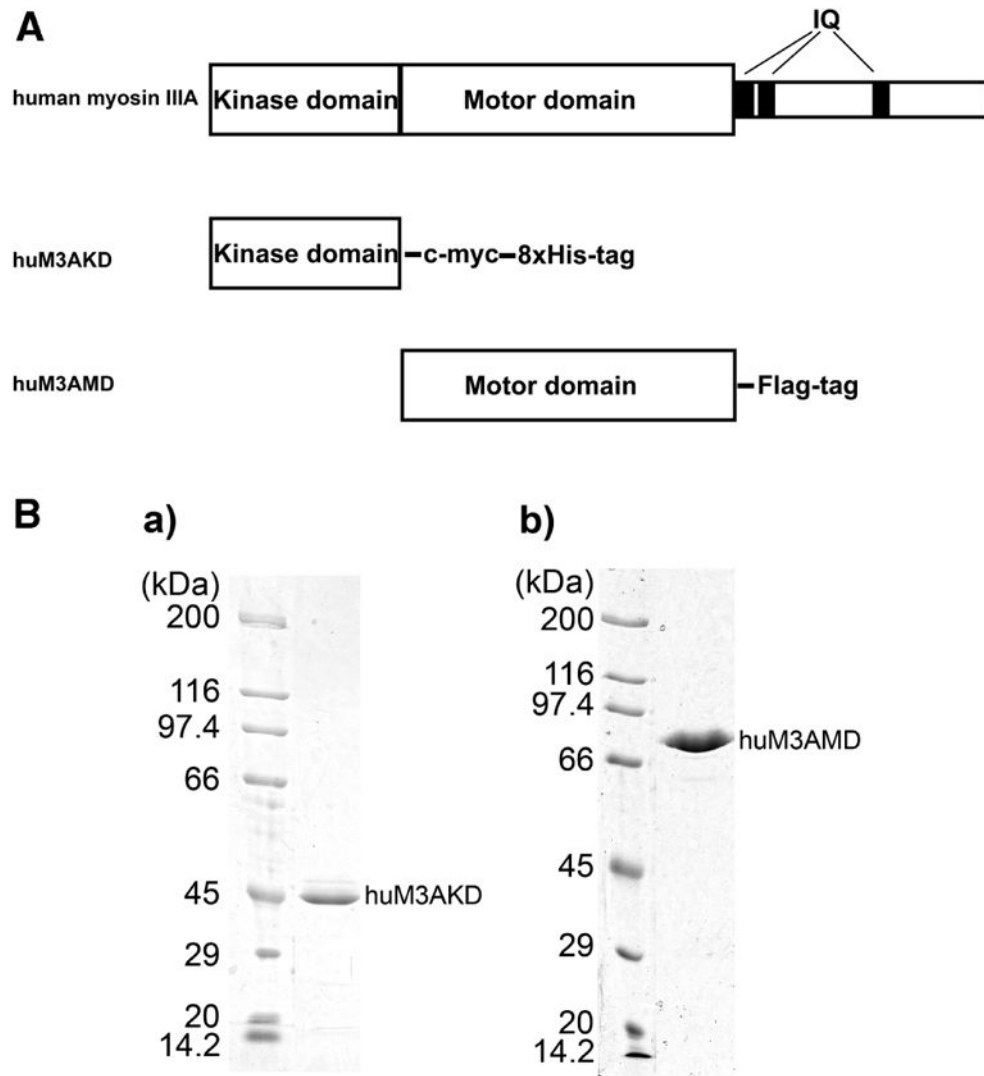 A
IQ
human myosin IIIA
Kinase domain
Motor domain
huM3AKD
Kinase domain
c-myc
8xHis-tag
huM3AMD
Motor domain
Flag-tag
B
a)
(kDa)
200
116
97.4
66
45
29
20
14.2
huM3AKD
b)
(kDa)
200
116
97.4
66
45
29
20
14.2
huM3AMD